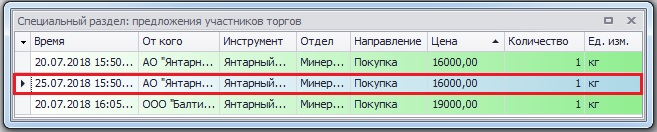 Специальный раздел: предложения участников торгов
Время От кого Инструмент Отдел Направление Цена Количество Ед. изм.
20.07.2018 15:50... АО "Янтарн... Янтарный... Минер... Покупка 16000,00 1 кг
25.07.2018 15:50... АО "Янтарн... Янтарный... Минер... Покупка 16000,00 1 кг
20.07.2018 16:05... ООО "Балти... Янтарный... Минер... Покупка 19000,00 1 кг